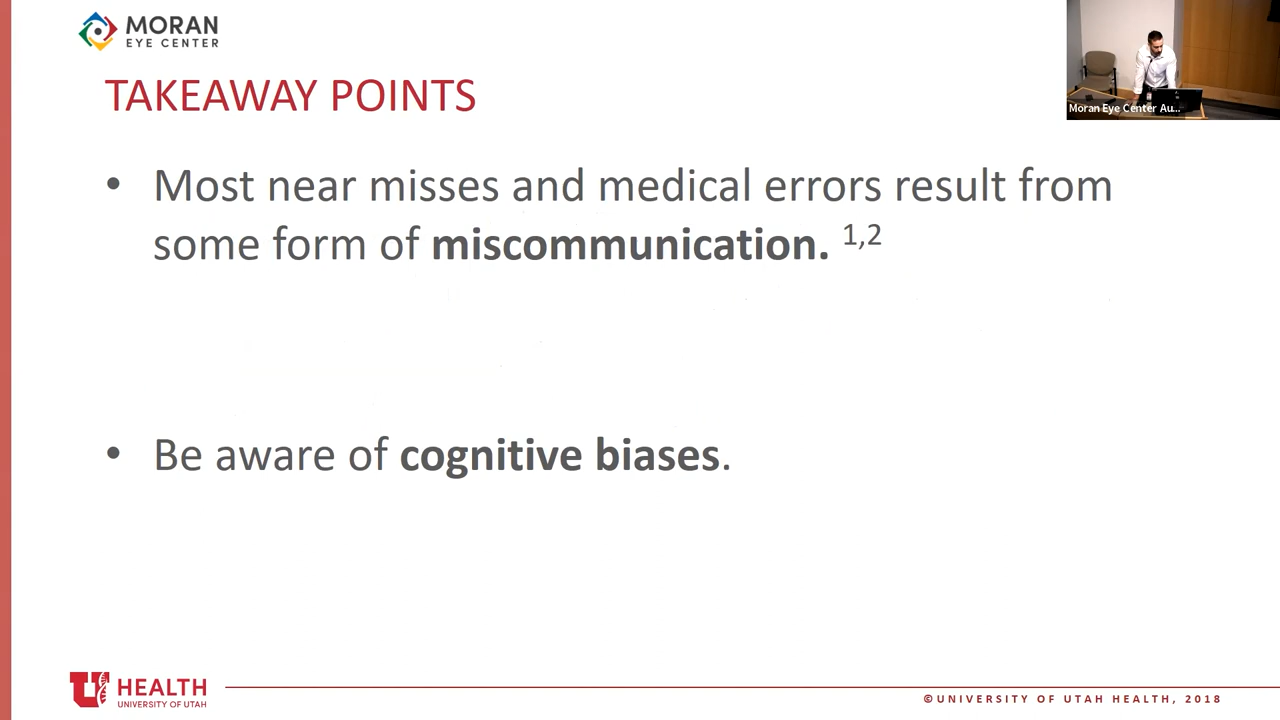 MORAN
EYE CENTER
Moran Eye Center Au...
TAKEAWAY POINTS
• Most near misses and medical errors result from
some form of miscommunication. 1,2
• Be aware of cognitive biases.
U HEALTH
UNIVERSITY OF UTAH
©UNIVERSITY OF UTAH HEALTH, 2018